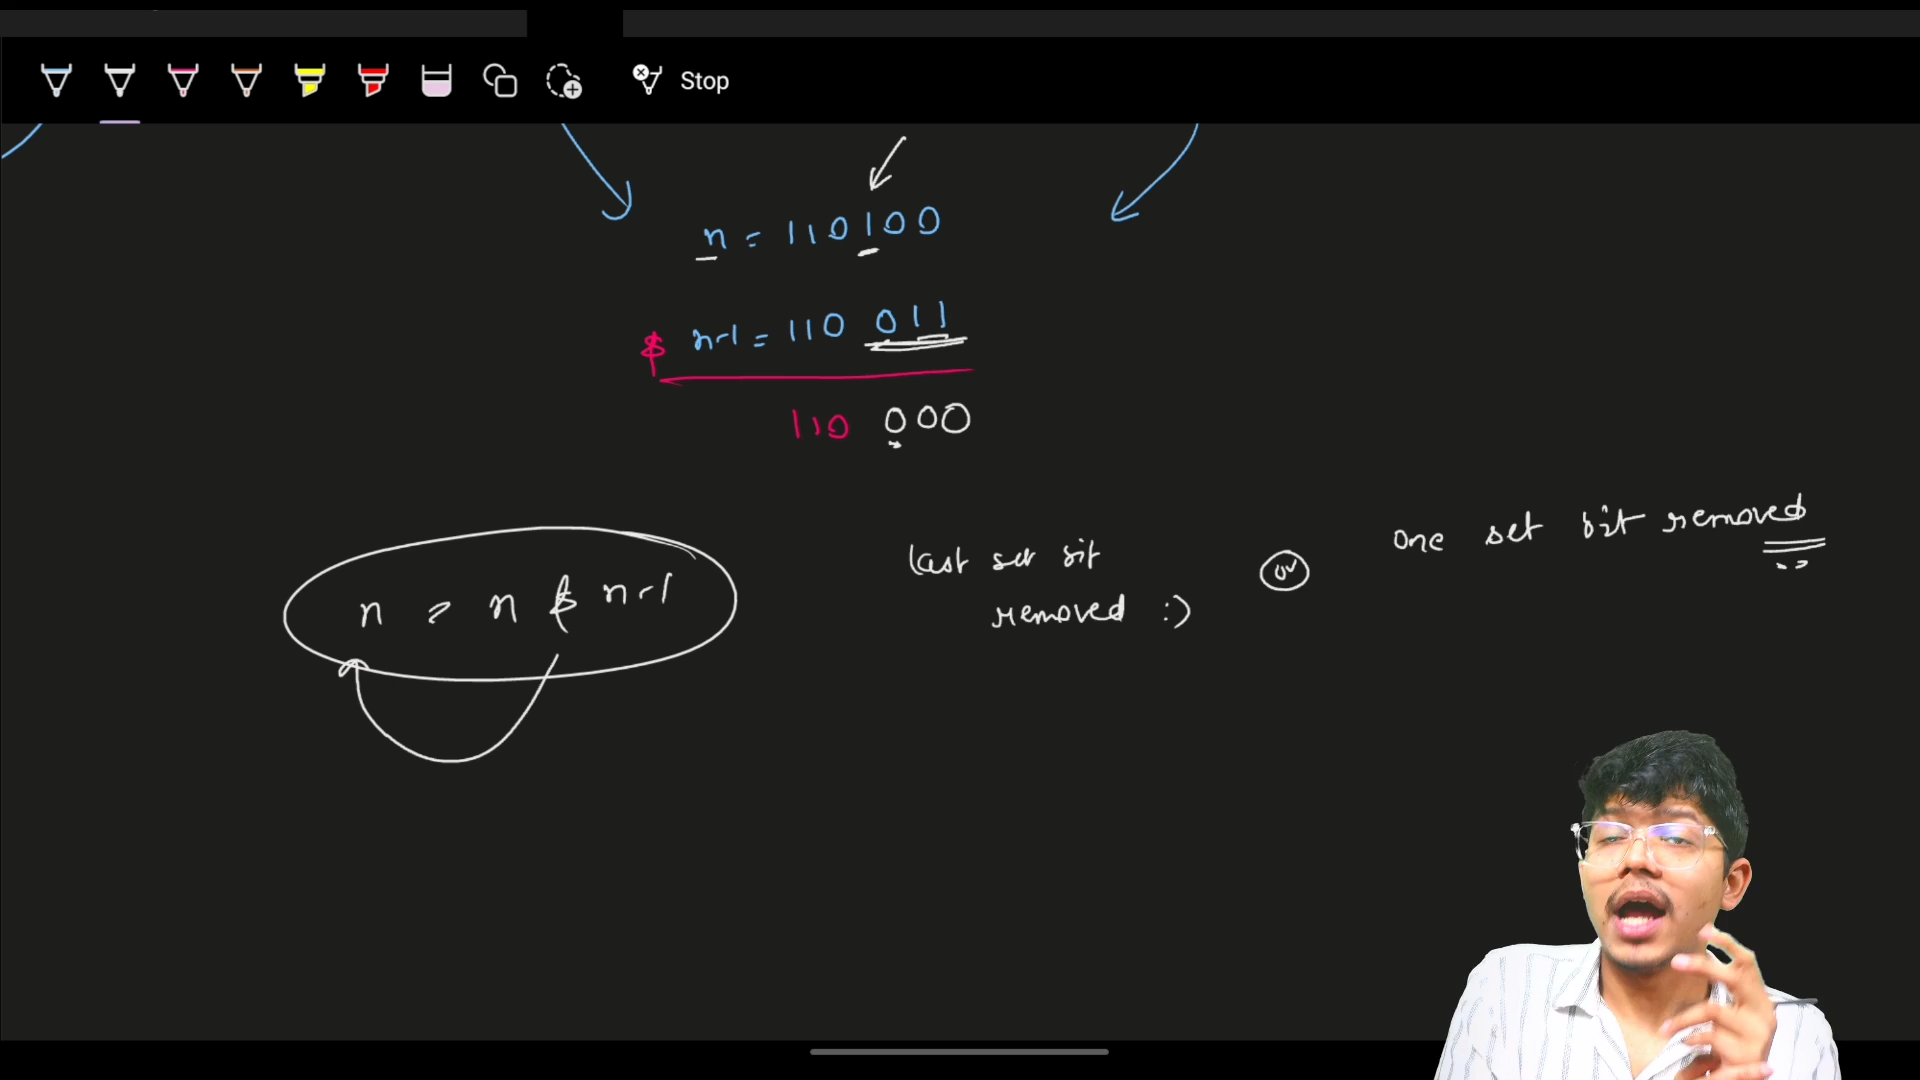 Stop
n = 110100
& n-1 = 110 011
110 000
n = n & n-1
last set bit
removed :)
or
one set bit removed